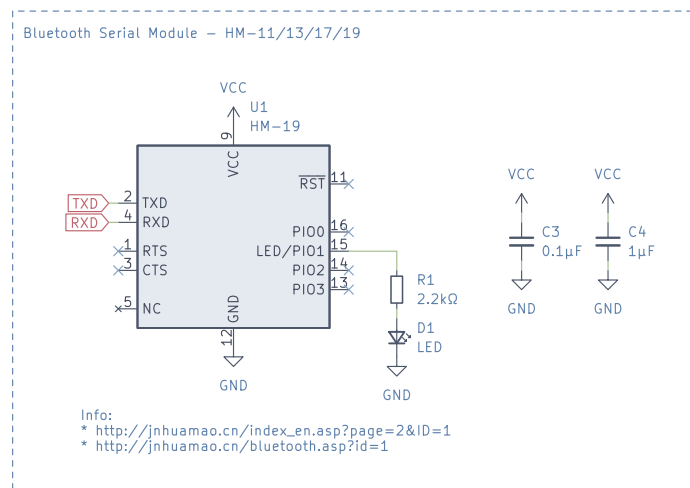 Bluetooth Serial Module – HM-11/13/17/19
VCC
U1
HM-19
9
VCC
RST 11
TXD 2 TXD
RXD 4 RXD
PIO0 16
1 RTS
LED/PIO1 15
3 CTS
PIO2 14
PIO3 13
5 NC
GND
12
GND
R1
2.2kΩ
D1
LED
GND
VCC
C3
0.1µF
GND
VCC
C4
1µF
GND
Info:
* http://jnhuamao.cn/index_en.asp?page=2&ID=1
* http://jnhuamao.cn/bluetooth.asp?id=1